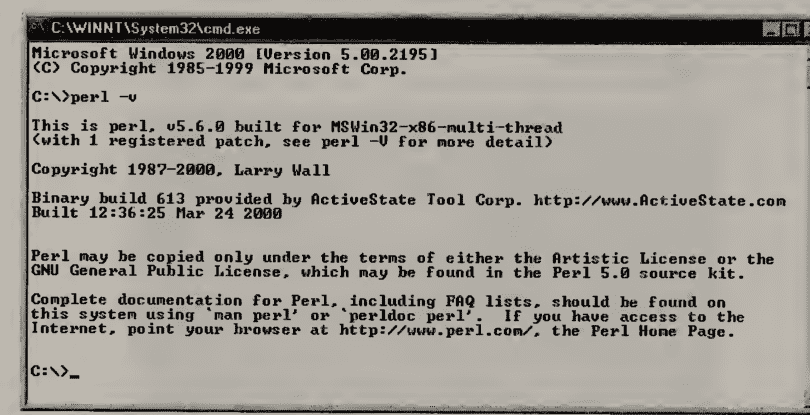 C:\WINNT\System32\cmd.exe
Microsoft Windows 2000 [Version 5.00.2195]
(C) Copyright 1985-1999 Microsoft Corp.
C:\>perl -v
This is perl, v5.6.0 built for MSWin32-x86-multi-thread
(with 1 registered patch, see perl -V for more detail)
Copyright 1987-2000, Larry Wall
Binary build 613 provided by ActiveState Tool Corp. http://www.ActiveState.com
Built 12:36:25 Mar 24 2000
Perl may be copied only under the terms of either the Artistic License or the
GNU General Public License, which may be found in the Perl 5.0 source kit.
Complete documentation for Perl, including FAQ lists, should be found on
this system using `man perl' or `perldoc perl'.  If you have access to the
Internet, point your browser at http://www.perl.com/, the Perl Home Page.
C:\>_